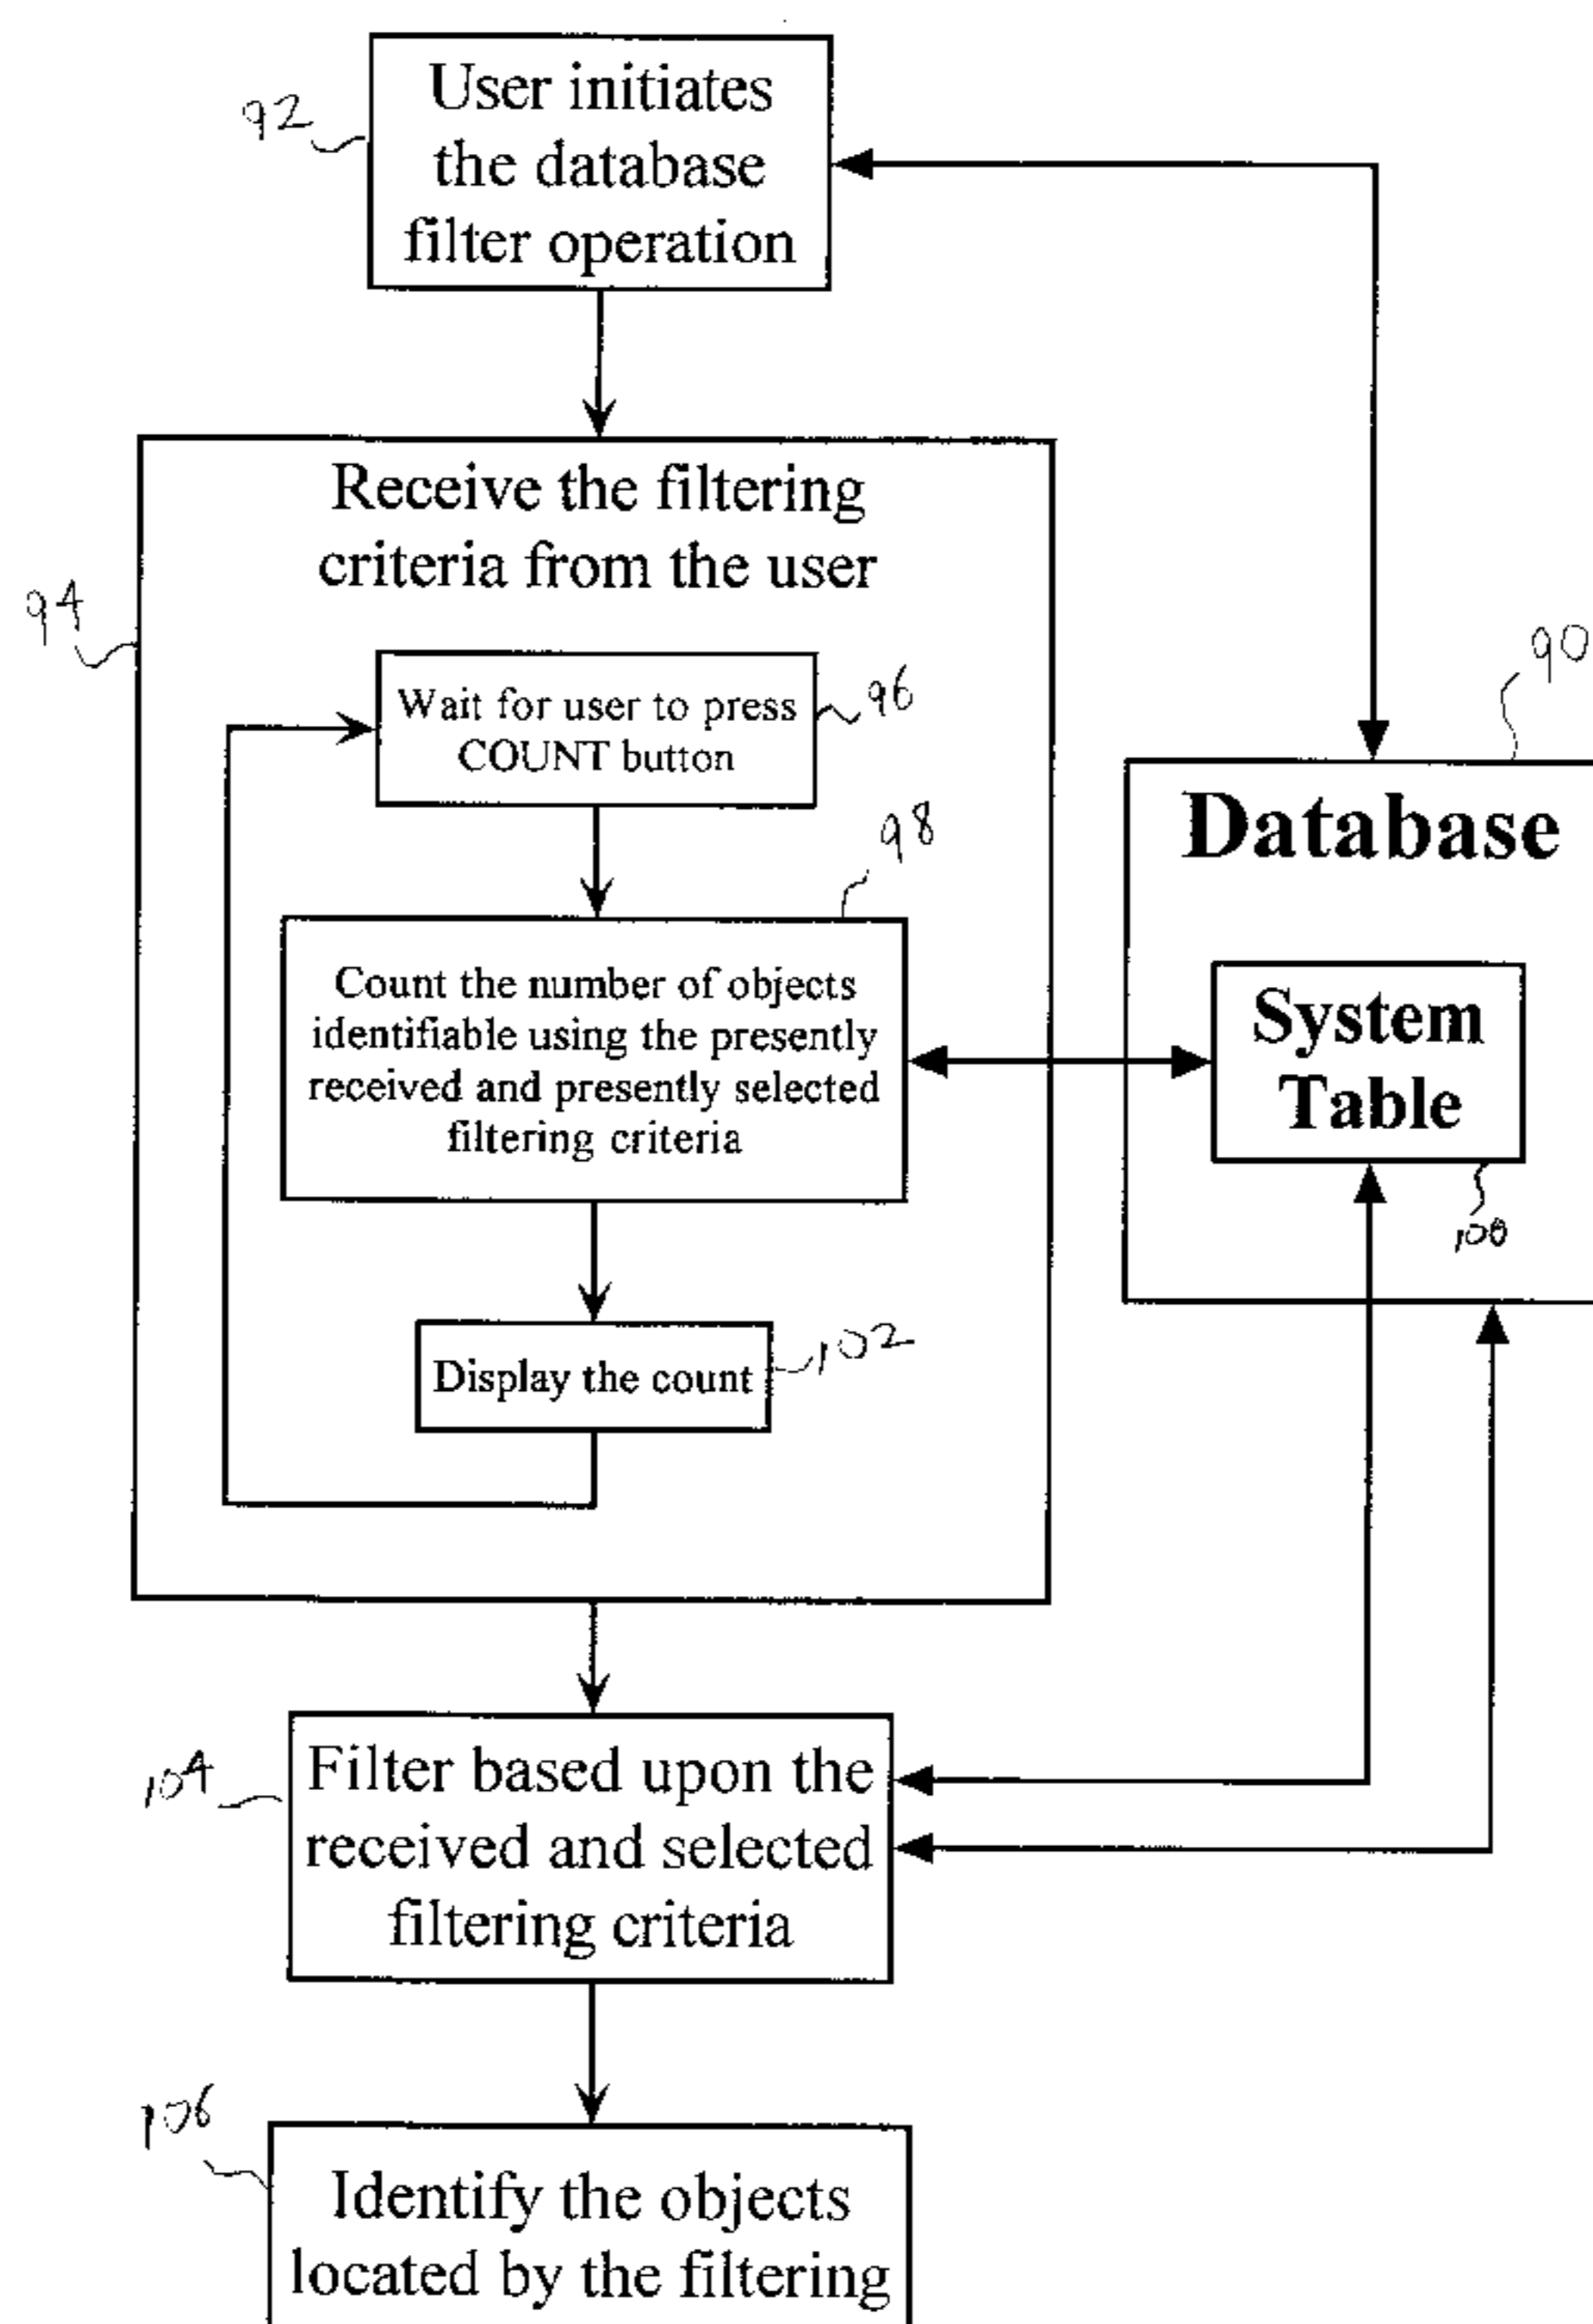 92
User initiates
the database
filter operation
94
Receive the filtering
criteria from the user
Wait for user to press
COUNT button
96
98
Count the number of objects
identifiable using the presently
received and presently selected
filtering criteria
Display the count
102
90
Database
System
Table
100
104
Filter based upon the
received and selected
filtering criteria
106
Identify the objects
located by the filtering